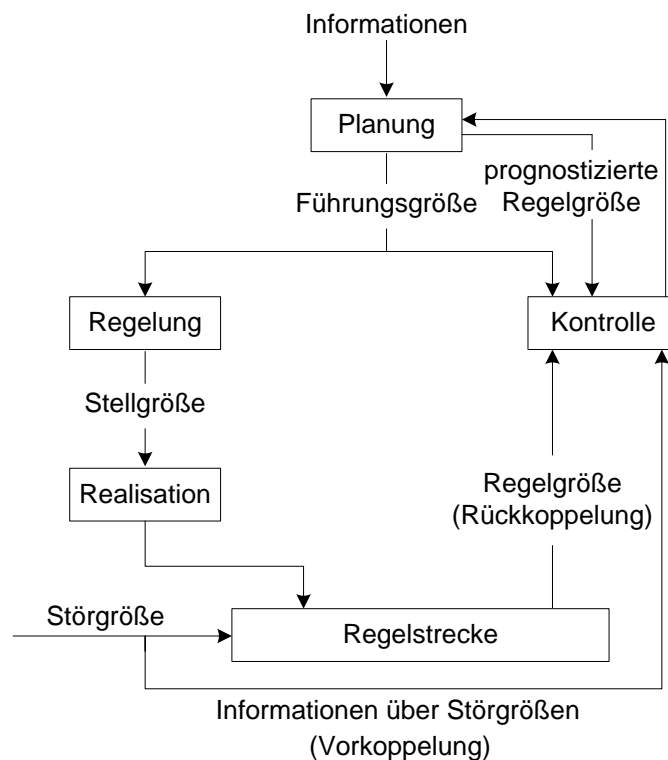 Informationen
Planung
prognostizierte
Regelgröße
Führungsgröße
Regelung
Kontrolle
Stellgröße
Realisation
Regelgröße
(Rückkoppelung)
Störgröße
Regelstrecke
Informationen über Störgrößen
(Vorkoppelung)